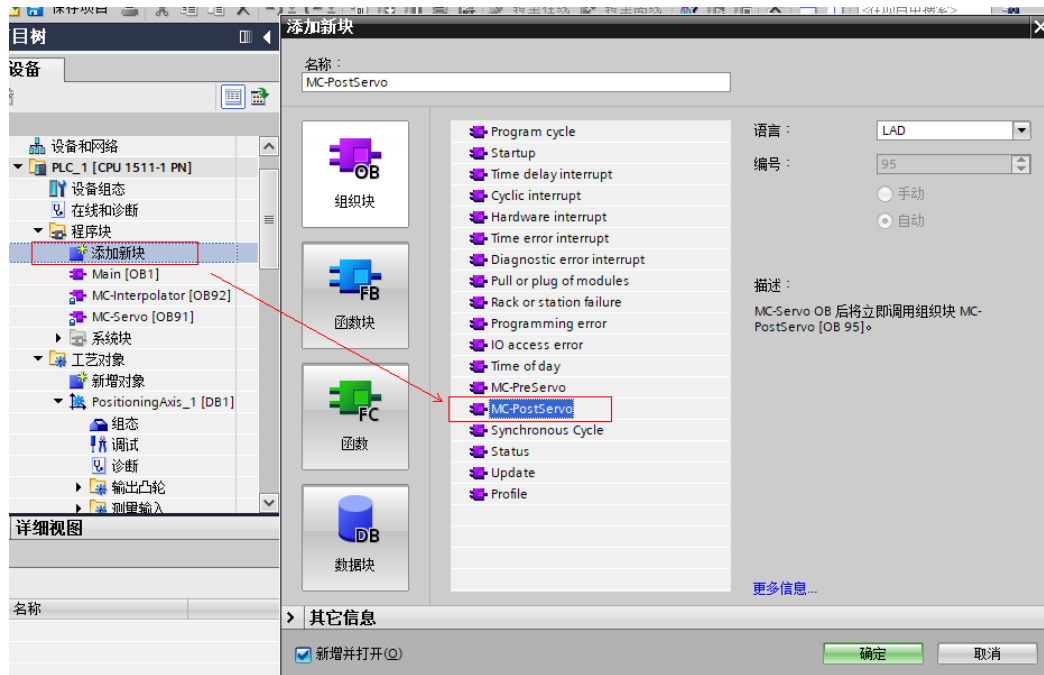 保存项目
添加新块
目树
设备
名称：
MC-PostServo
设备和网络
PLC_1 [CPU 1511-1 PN]
设备组态
在线和诊断
程序块
添加新块
Main [OB1]
MC-Interpolator [OB92]
MC-Servo [OB91]
系统块
工艺对象
新增对象
PositioningAxis_1 [DB1]
组态
调试
诊断
输出凸轮
测量输入
详细视图
名称
OB
组织块
FB
函数块
FC
函数
DB
数据块
Program cycle
Startup
Time delay interrupt
Cyclic interrupt
Hardware interrupt
Time error interrupt
Diagnostic error interrupt
Pull or plug of modules
Rack or station failure
Programming error
IO access error
Time of day
MC-PreServo
MC-PostServo
Synchronous Cycle
Status
Update
Profile
语言：
LAD
编号：
95
手动
自动
描述：
MC-Servo OB 后将立即调用组织块 MC-
PostServo [OB 95]。
更多信息...
其它信息
新增并打开(O)
确定
取消